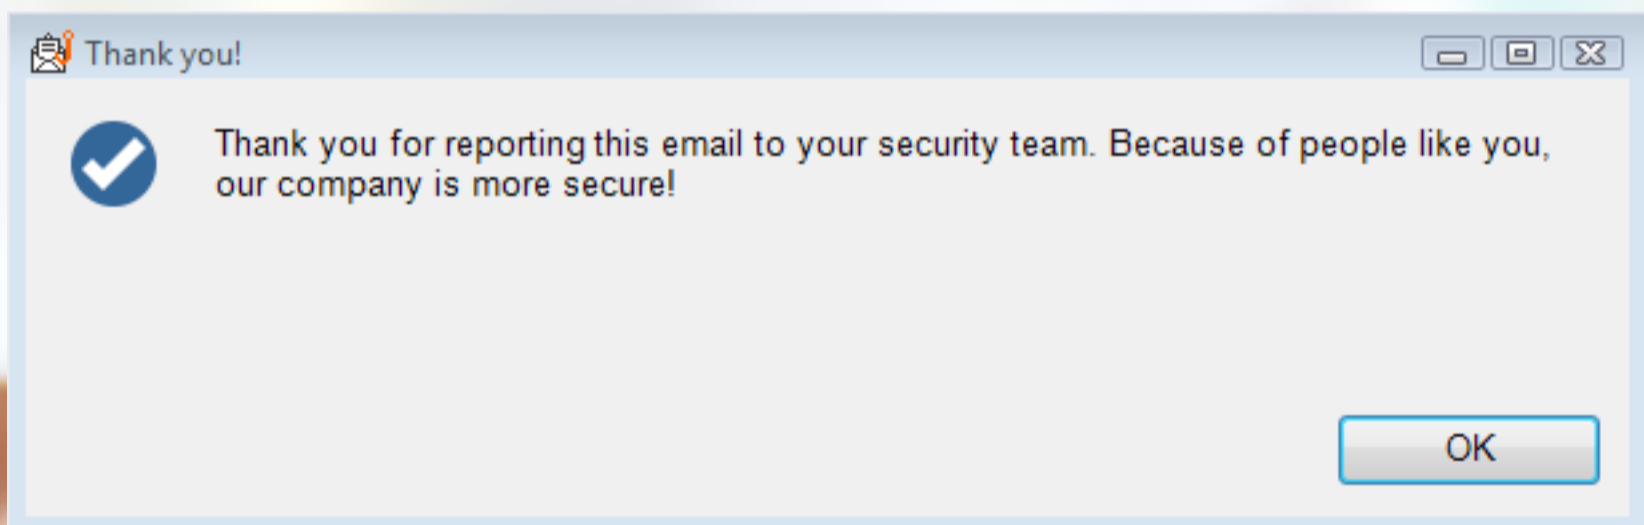 Thank you!
Thank you for reporting this email to your security team. Because of people like you,
our company is more secure!
OK